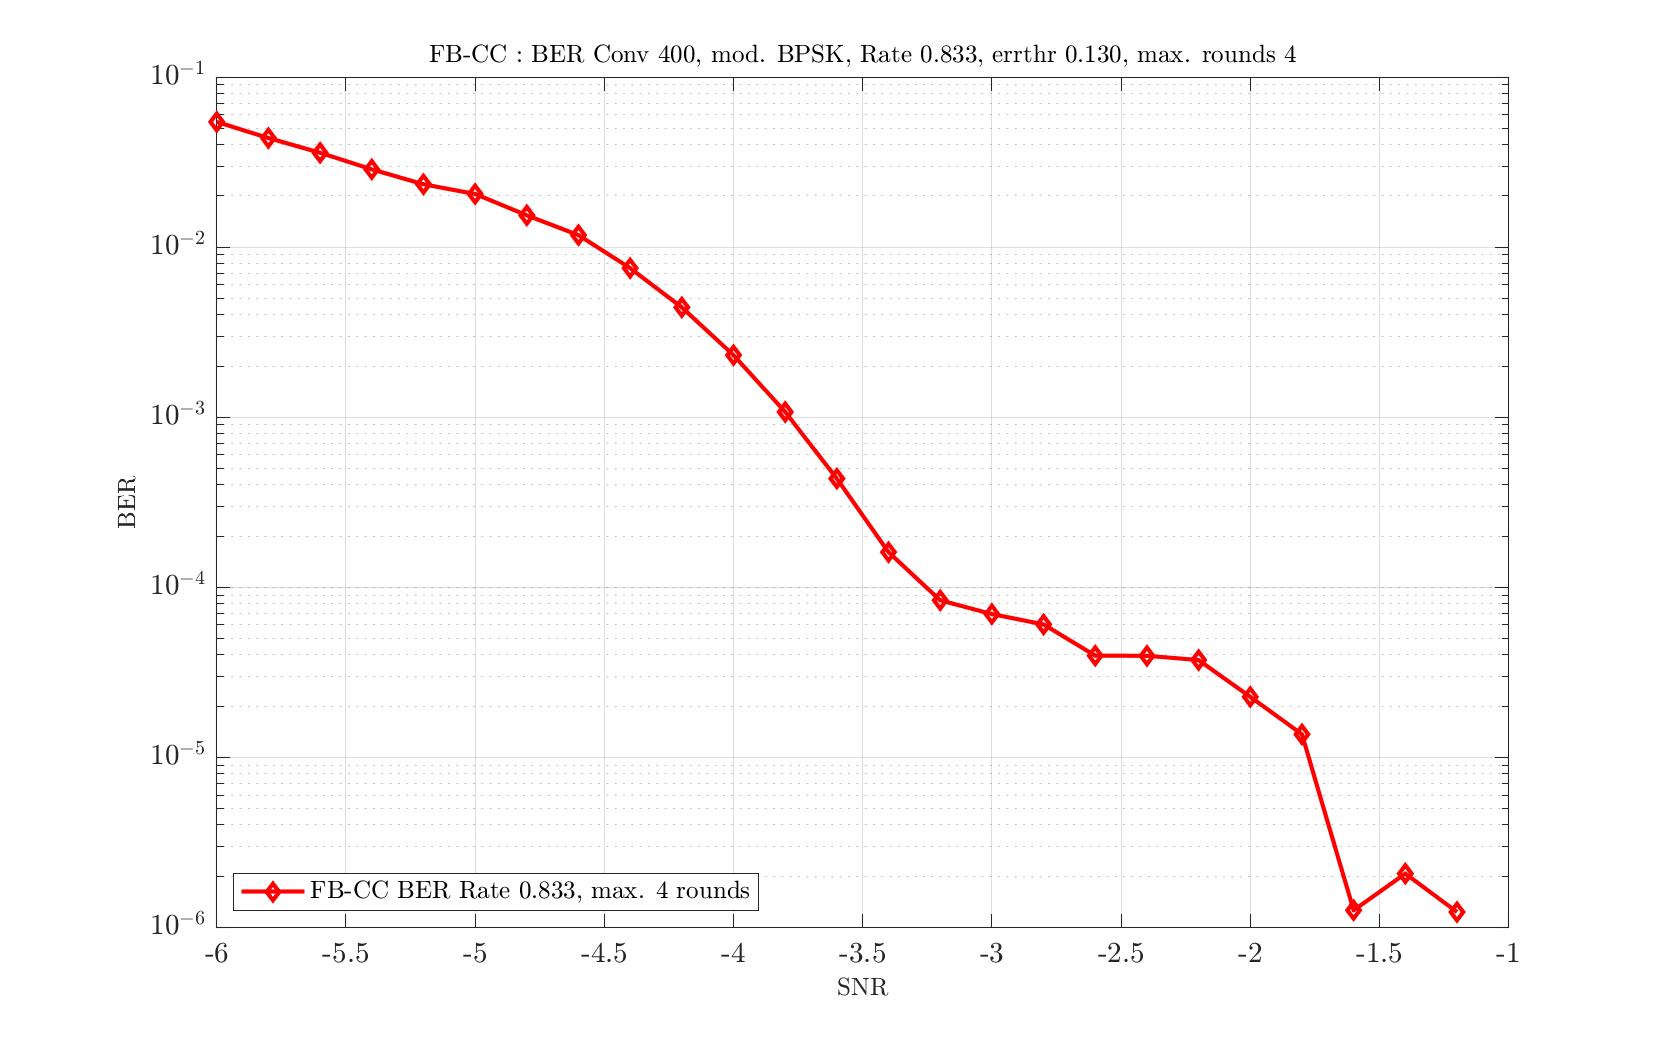 FB-CC : BER Conv 400, mod. BPSK, Rate 0.833, errthr 0.130, max. rounds 4
10⁻¹
10⁻²
10⁻³
BER
10⁻⁴
10⁻⁵
FB-CC BER Rate 0.833, max. 4 rounds
10⁻⁶
-6 -5.5 -5 -4.5 -4 -3.5 -3 -2.5 -2 -1.5 -1
SNR